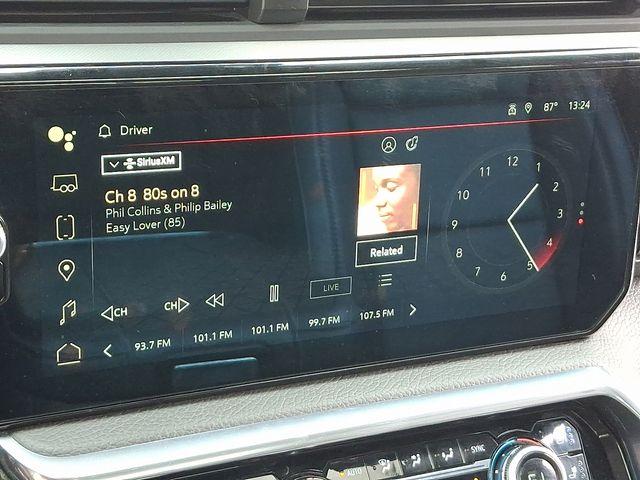 87° 13:24
Driver
SiriusXM
Ch 8 80s on 8
Phil Collins & Philip Bailey
Easy Lover (85)
Related
12
1
2
3
4
5
6
7
8
9
10
11
CH
CH
LIVE
93.7 FM 101.1 FM 101.1 FM 99.7 FM 107.5 FM
AUTO
SYNC